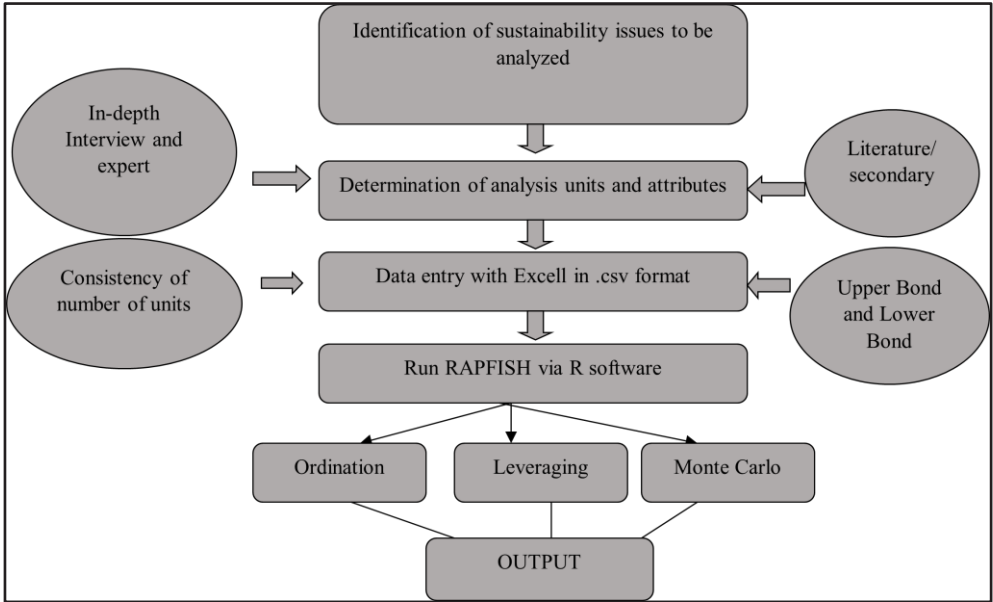 Identification of sustainability issues to be
analyzed
In-depth
Interview and
expert
Literature/
secondary
Determination of analysis units and attributes
Consistency of
number of units
Data entry with Excell in .csv format
Upper Bond
and Lower
Bond
Run RAPFISH via R software
Ordination
Leveraging
Monte Carlo
OUTPUT